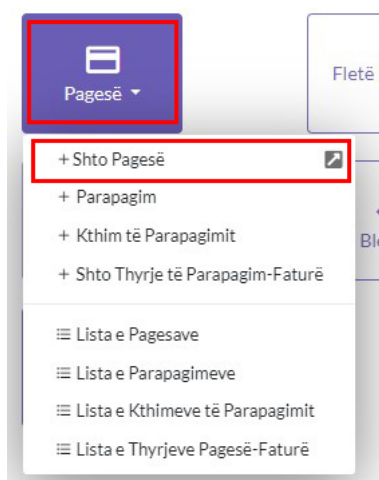 Pagesë
Fletë
+ Shto Pagesë
+ Parapagim
+ Kthim të Parapagimit
+ Shto Thyrje të Parapagim-Faturë
Lista e Pagesave
Lista e Parapagimeve
Lista e Kthimeve të Parapagimit
Lista e Thyrjeve Pagesë-Faturë